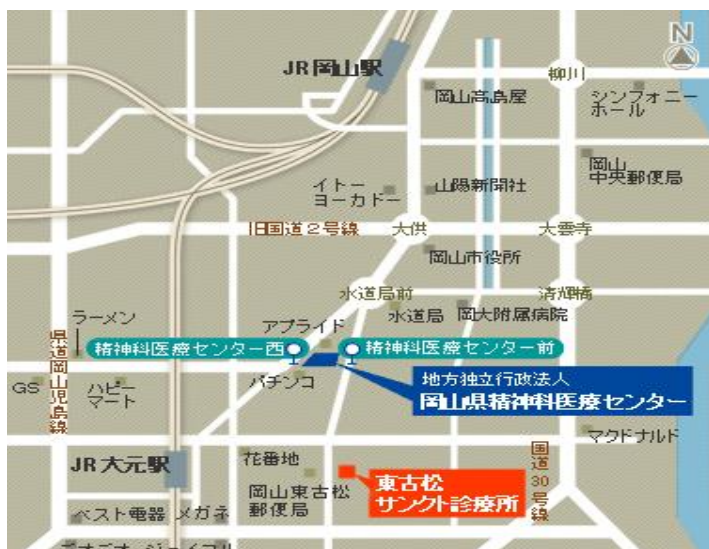 N
JR岡山駅
柳川
岡山高島屋
シンフォニー
ホール
岡山
中央郵便局
イトー
ヨーカドー
山陽新聞社
旧国道2号線
大供
大雲寺
岡山市役所
水道局前
清輝橋
ラーメン
アプライド
水道局
岡大附属病院
県道岡山児島線
精神科医療センター西
精神科医療センター前
GS
ハピー
マート
パチンコ
地方独立行政法人
岡山県精神科医療センター
マクドナルド
JR大元駅
花番地
国道30号線
東古松
サンクト診療所
岡山東古松
郵便局
ベスト電器
メガネ